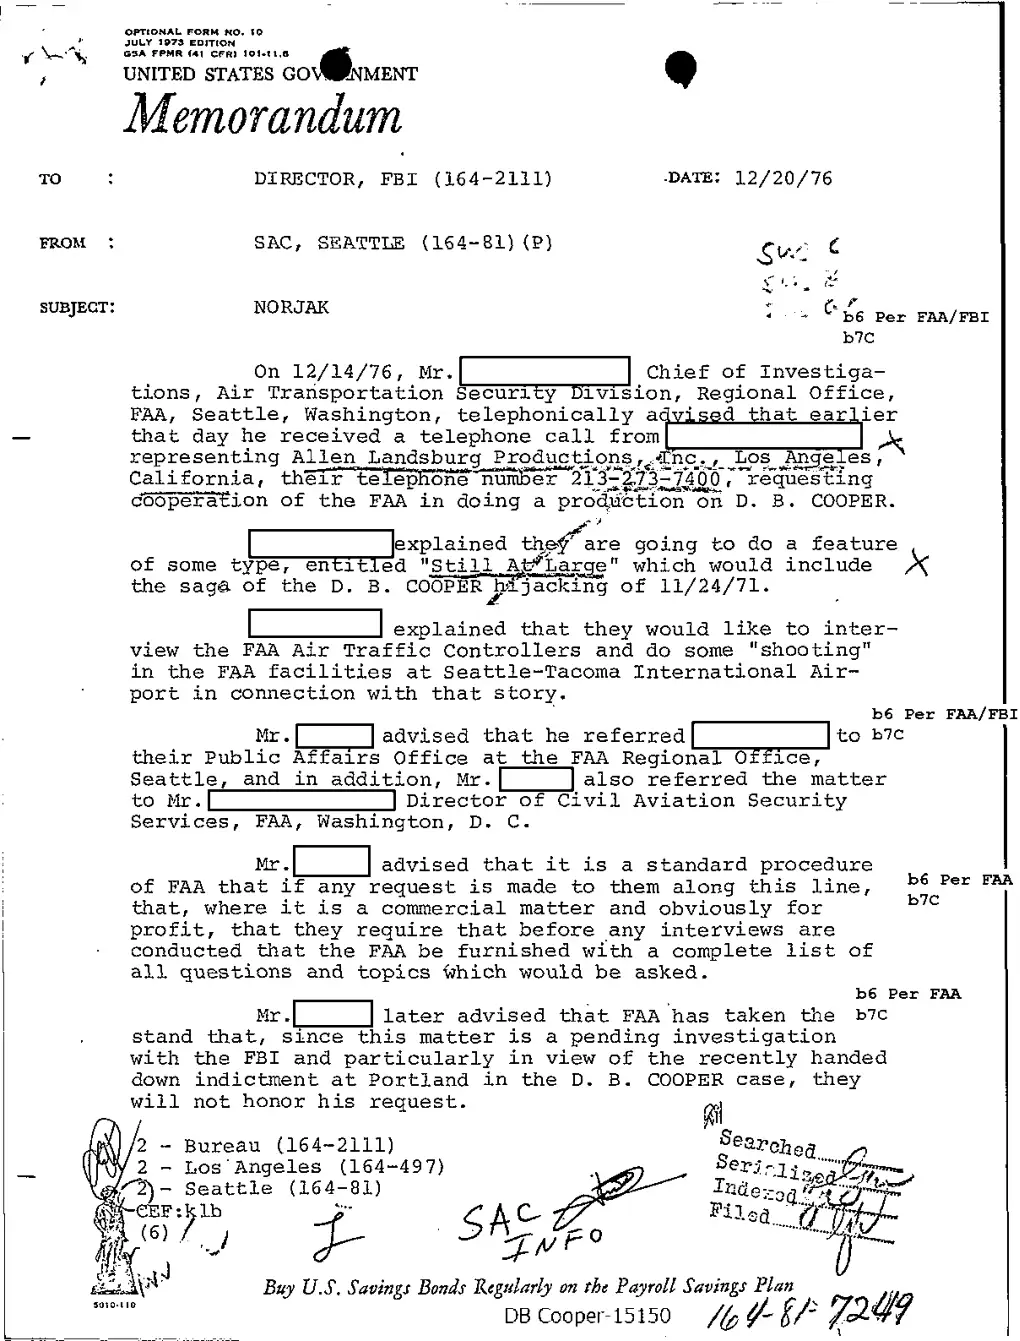 OPTIONAL FORM NO. 10
JULY 1973 EDITION
GSA FPMR (41 CFR) 101-11.6
UNITED STATES GOVERNMENT
Memorandum
TO : DIRECTOR, FBI (164-2111) DATE: 12/20/76
FROM : SAC, SEATTLE (164-81)(P)
SUBJECT: NORJAK
b6 Per FAA/FBI
b7C
On 12/14/76, Mr. Chief of Investiga-
tions, Air Transportation Security Division, Regional Office,
FAA, Seattle, Washington, telephonically advised that earlier
that day he received a telephone call from
representing Allen Landsburg Productions, Inc., Los Angeles,
California, their telephone number 213-273-7400, requesting
cooperation of the FAA in doing a production on D. B. COOPER.
explained they are going to do a feature
of some type, entitled "Still At Large" which would include
the saga of the D. B. COOPER hijacking of 11/24/71.
explained that they would like to inter-
view the FAA Air Traffic Controllers and do some "shooting"
in the FAA facilities at Seattle-Tacoma International Air-
port in connection with that story.
b6 Per FAA/FBI
Mr. advised that he referred to b7C
their Public Affairs Office at the FAA Regional Office,
Seattle, and in addition, Mr. also referred the matter
to Mr. Director of Civil Aviation Security
Services, FAA, Washington, D. C.
Mr. advised that it is a standard procedure
of FAA that if any request is made to them along this line, b6 Per FAA
that, where it is a commercial matter and obviously for b7C
profit, that they require that before any interviews are
conducted that the FAA be furnished with a complete list of
all questions and topics which would be asked.
b6 Per FAA
Mr. later advised that FAA has taken the b7C
stand that, since this matter is a pending investigation
with the FBI and particularly in view of the recently handed
down indictment at Portland in the D. B. COOPER case, they
will not honor his request.
2 - Bureau (164-2111)
2 - Los Angeles (164-497)
2 - Seattle (164-81)
CEF:klb
(6)
Searched
Serialized
Indexed
Filed
SAC
INFO
5010-110
Buy U.S. Savings Bonds Regularly on the Payroll Savings Plan
DB Cooper-15150
164-81-7249